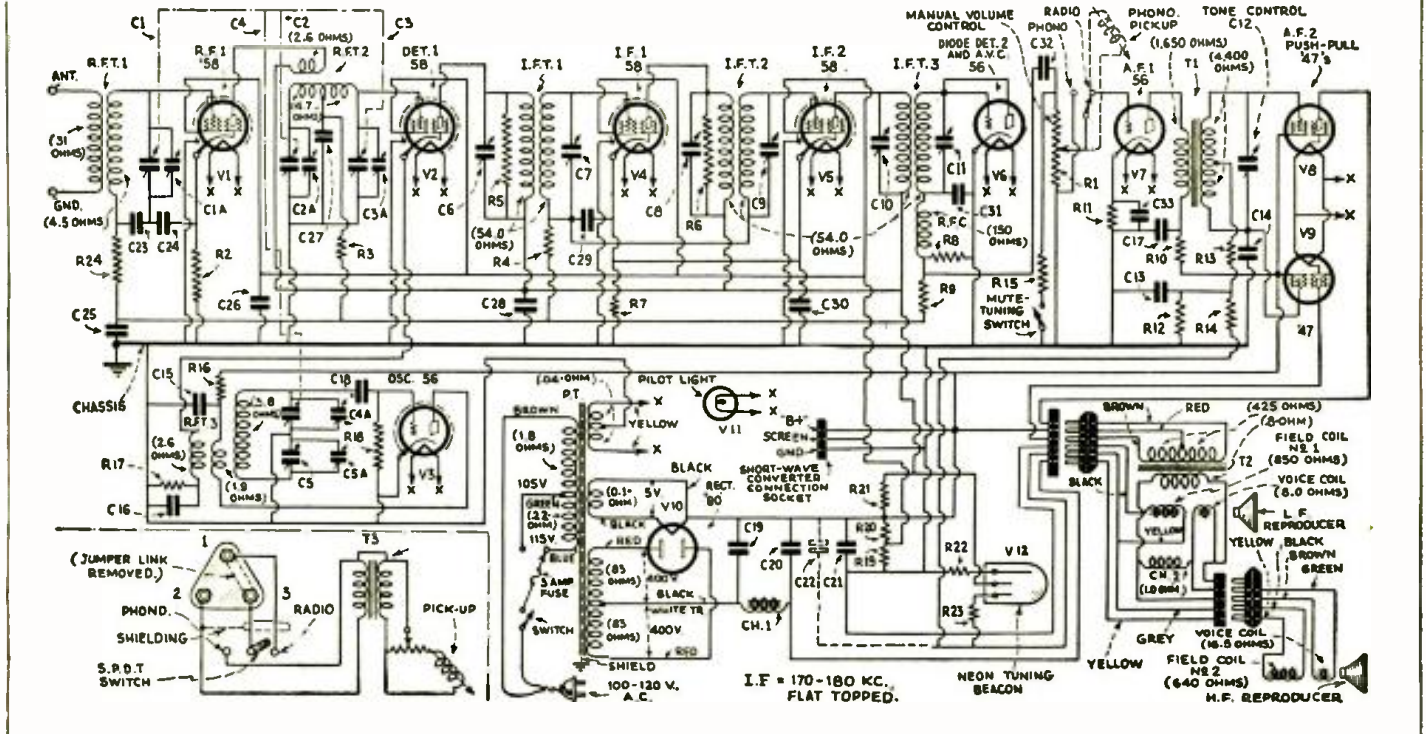 C1
C4
C2
C3
(2.6 OHMS)
R.F.T.2
ANT.
R.F.T.1
R.F.1
'58
DET.1
58
I.F.T.1
I.F.1
58
I.F.T.2
I.F.2
58
I.F.T.3
MANUAL VOLUME
CONTROL
DIODE DET.2
AND A.V.C.
56
PHONO
C32
RADIO
PHONO.
PICKUP
A.F.1
56
(1,650 OHMS)
T1
TONE CONTROL
C12
(4,400
OHMS)
A.F.2
PUSH-PULL
'47's
(31
OHMS)
GND.
(4.5 OHMS
V1
C1A
C23
C24
R24
R2
C25
C26
C2A
C27
C3A
R3
V2
C6
R5
(54.0
OHMS)
R4
C28
C7
C29
V4
R7
C8
R6
C9
(54.0
OHMS)
V5
C30
C10
C11
R.F.C
(150
OHMS)
C31
R8
R9
V6
R1
R15
MUTE-
TUNING
SWITCH
R11
V7
C33
C17
R10
C13
R12
R13
R14
C14
V8
V9
'47
X
CHASSIS
C15
R16
R.F.T.3
(2.6
OHMS)
R17
C16
(1.9
OHMS)
(3.8
OHMS)
C18
C4A
R18
C5
C5A
OSC. 56
V3
BROWN
(.04-OHM)
P.T
YELLOW
(1.8
OHMS)
105V
GREEN
(2.2
OHM)
115V
BLUE
3 AMP
FUSE
SWITCH
(0.1-
OHM)
5V
BLACK
BLACK
RED
(85
OHMS)
400V
BLACK
WHITE TR
(83
OHMS)
400V
RED
SHIELD
100-120 V.
A.C.
PILOT LIGHT
V11
RECT.
80
V10
B+
SCREEN
GND
SHORT-WAVE
CONVERTER
CONNECTION
SOCKET
C19
C20
C22
C21
CH.1
R21
R20
R19
R22
R23
V12
NEON TUNING
BEACON
I.F = 170-180 KC.
FLAT TOPPED.
BROWN
RED
(425 OHMS)
FIELD COIL
Nº 1
(850 OHMS)
T2
VOICE COIL
(8.0 OHMS)
L.F.
REPRODUCER
BLACK
YELLOW
YELLOW
BLACK
BROWN
GREEN
GREY
YELLOW
VOICE COIL
(16.5 OHMS)
FIELD COIL
Nº 2
(640 OHMS)
H.F. REPRODUCER
1
(JUMPER LINK
REMOVED.)
2
3
PHONO.
RADIO
SHIELDING
S.P.D.T
SWITCH
T3
PICK-UP